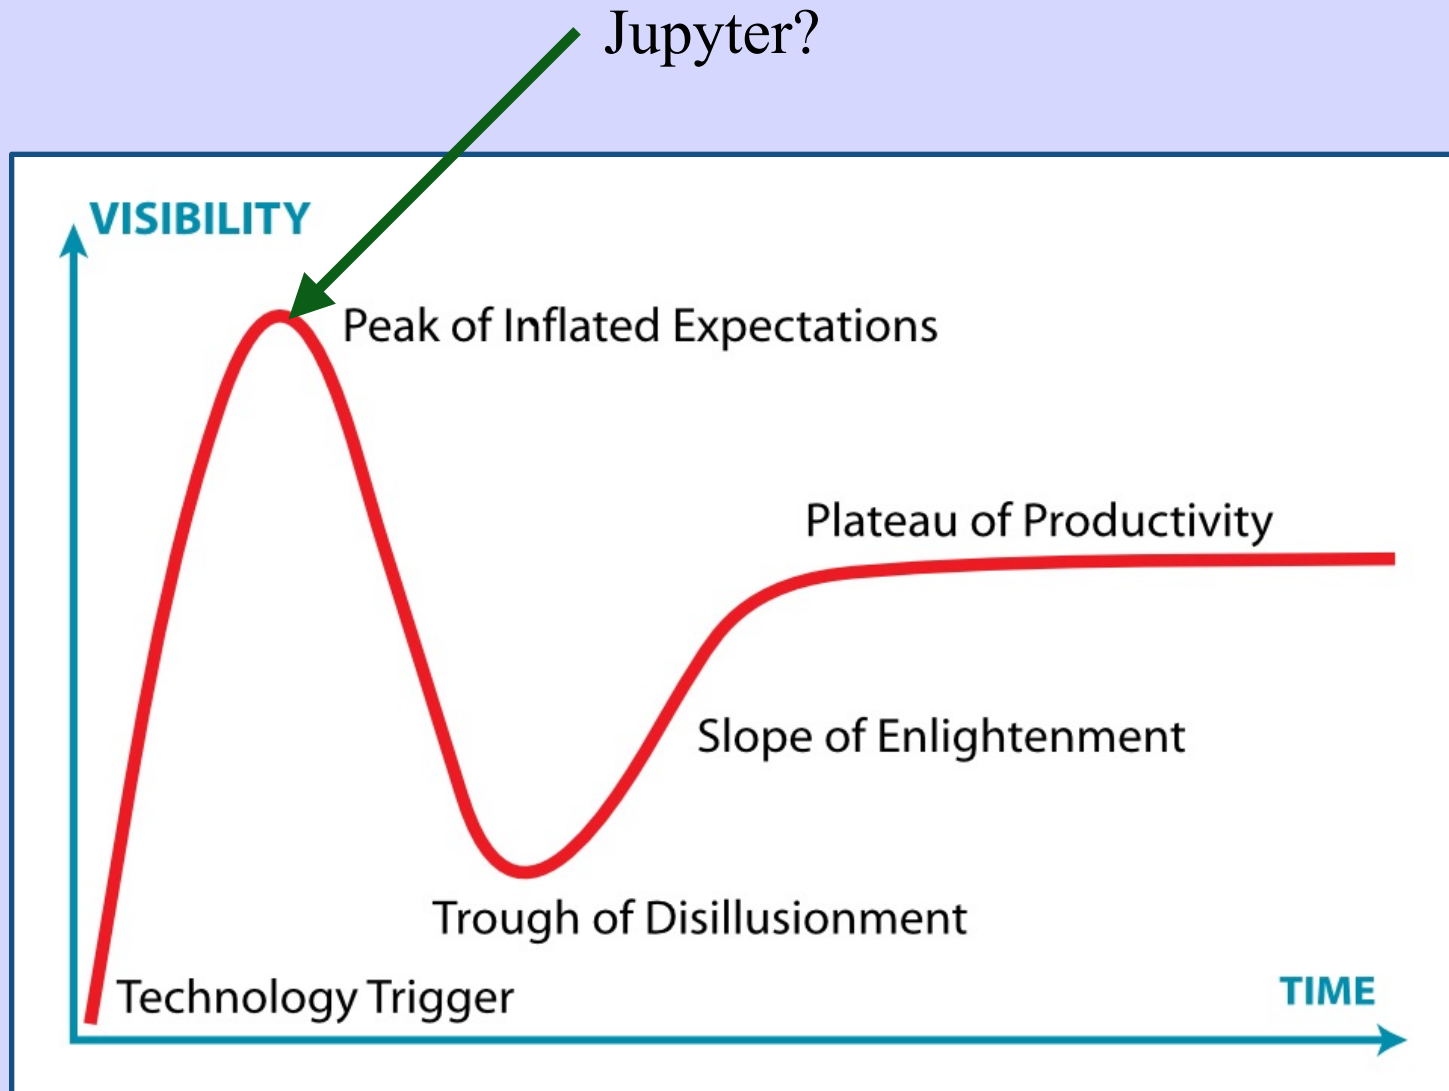 Jupyter?
VISIBILITY
Peak of Inflated Expectations
Plateau of Productivity
Slope of Enlightenment
Trough of Disillusionment
Technology Trigger
TIME